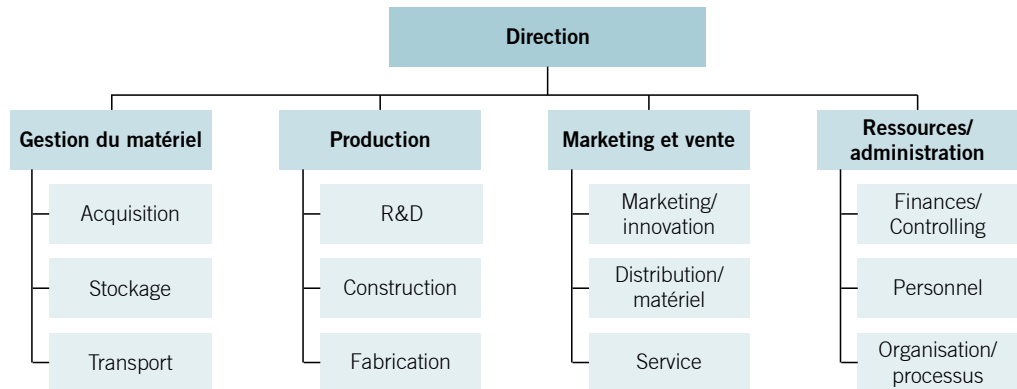 Direction
Gestion du matériel
Production
Marketing et vente
Ressources/
administration
Acquisition
R&D
Marketing/
innovation
Finances/
Controlling
Stockage
Construction
Distribution/
matériel
Personnel
Transport
Fabrication
Service
Organisation/
processus